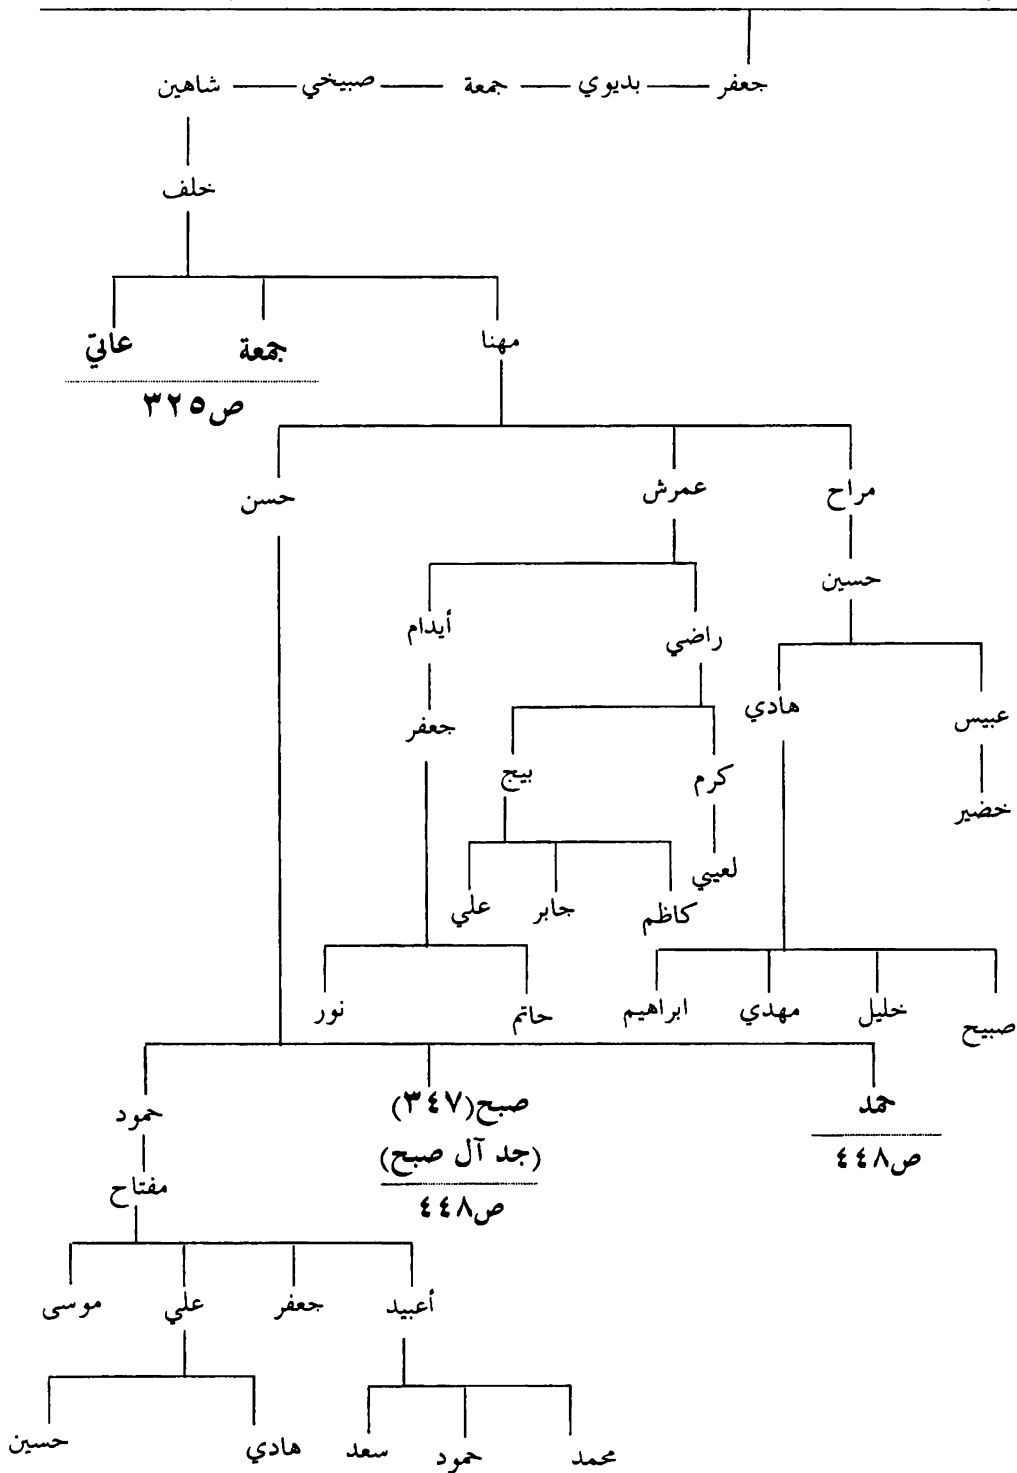 جعفر — بديوي — جمعة — صبيخي — شاهين
خلف
مهنا جمعة عاتي
ص٣٢٥
مراح عمرش حسن
حسين
راضي أيدام
عبيس هادي جعفر
كرم بيج
خضير
لعيبي
كاظم جابر علي
صبيح خليل مهدي ابراهيم حاتم نور
حمد صبح (٣٤٧) حمود
(جد آل صبح)
ص٤٤٨ ص٤٤٨
مفتاح
أعبيد جعفر علي موسى
محمد حمود سعد هادي حسين